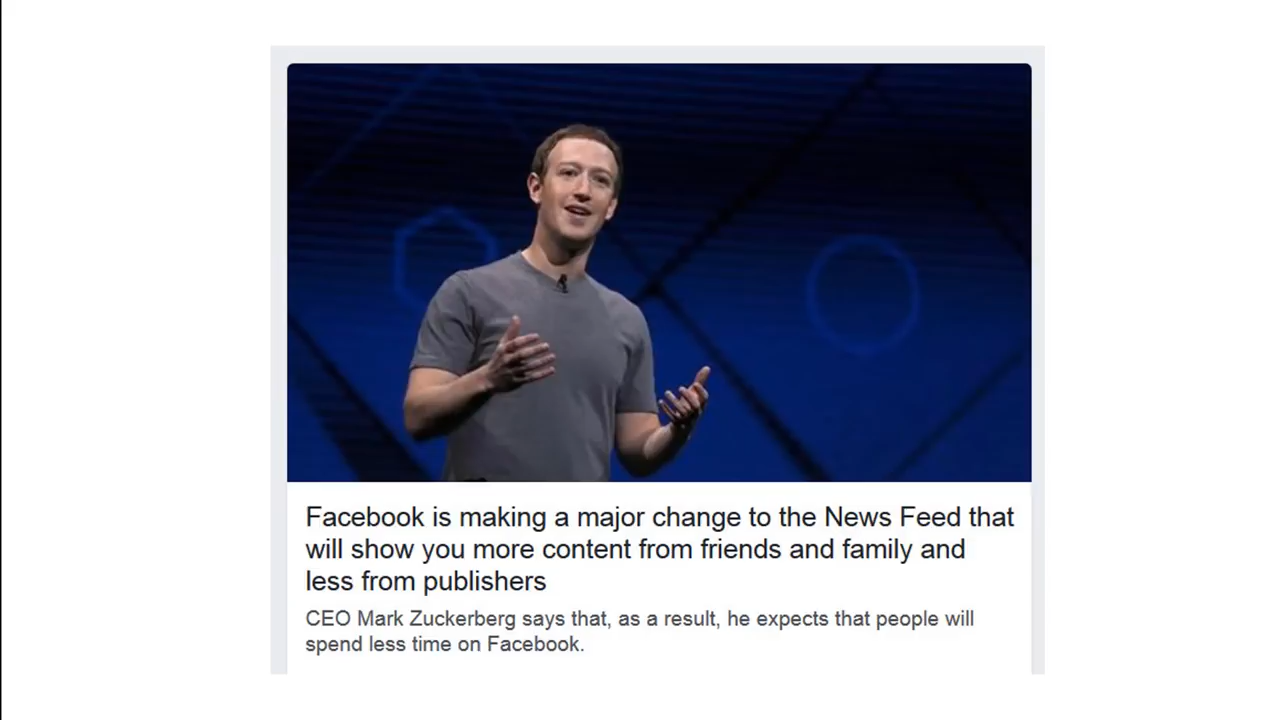 Facebook is making a major change to the News Feed that
will show you more content from friends and family and
less from publishers
CEO Mark Zuckerberg says that, as a result, he expects that people will
spend less time on Facebook.